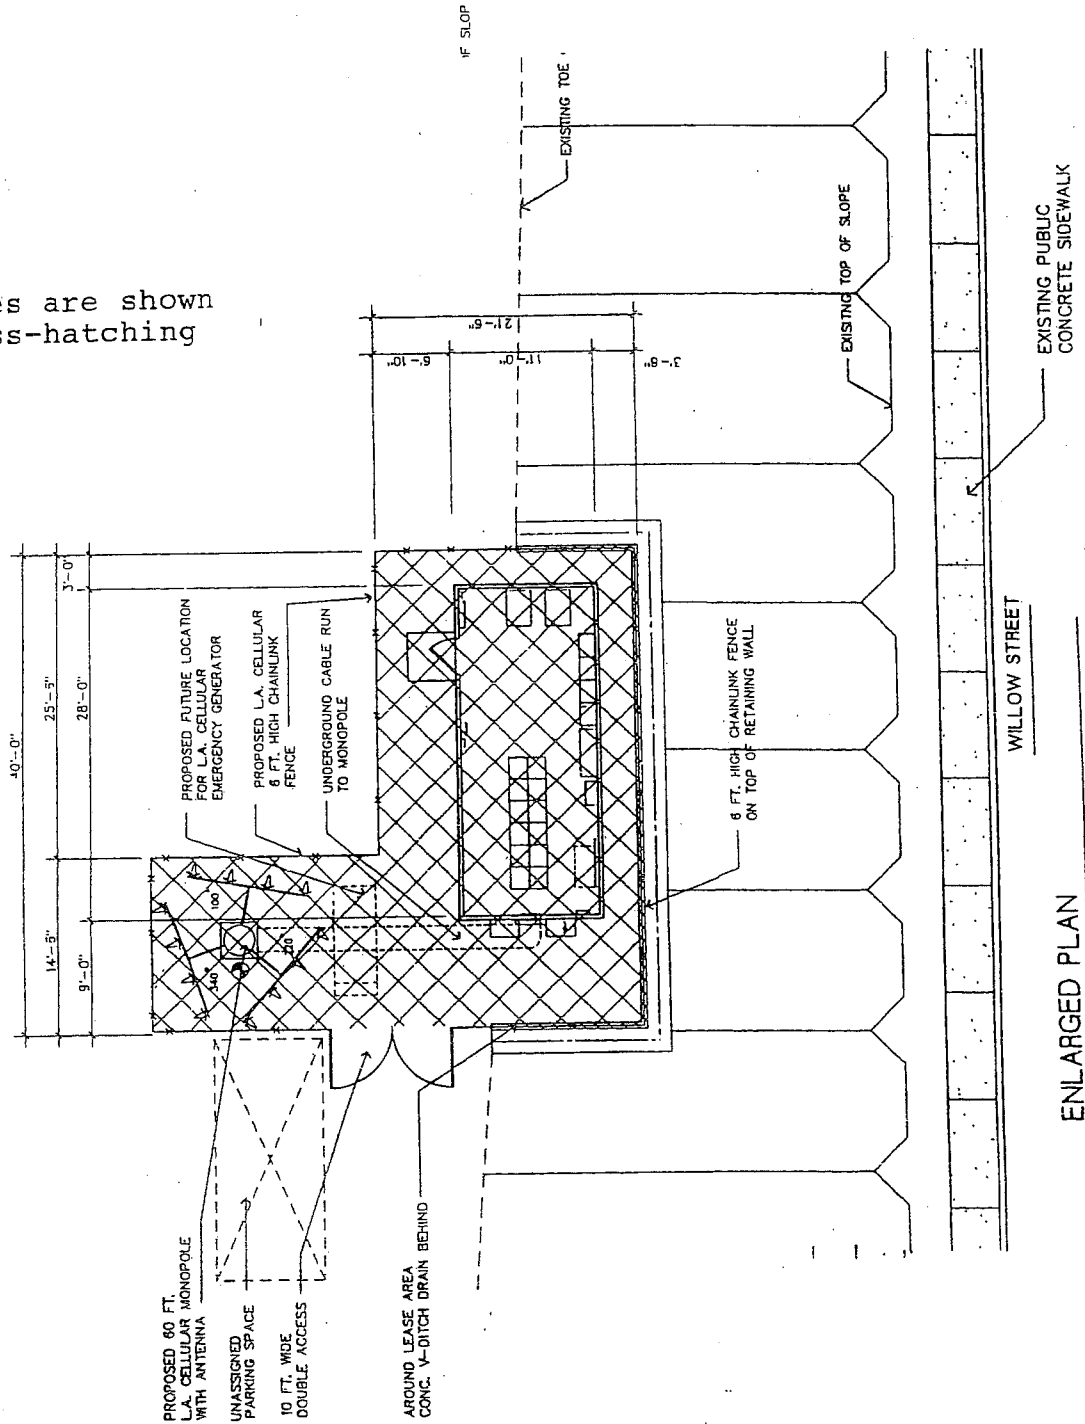 es are shown
ss-hatching
IF SLOP
EXISTING TOE
40'-0"
25'-
3'-0"
28'-0"
14'-
9'-0"
21'-6"
6'-10"
11'-0"
3'-8"
PROPOSED FUTURE LOCATION
FOR L.A. CELLULAR
EMERGENCY GENERATOR
PROPOSED L.A. CELLULAR
6 FT. HIGH CHAINLINK
FENCE
UNDERGROUND CABLE RUN
TO MONOPOLE
100
340°
220°
PROPOSED 60 FT.
L.A. CELLULAR MONOPOLE
WITH ANTENNA
UNASSIGNED
PARKING SPACE
10 FT. WIDE
DOUBLE ACCESS
AROUND LEASE AREA
CONC. V-DITCH DRAIN BEHIND
6 FT. HIGH CHAINLINK FENCE
ON TOP OF RETAINING WALL
EXISITNG TOP OF SLOPE
EXISTING PUBLIC
CONCRETE SIDEWALK
WILLOW STREET
ENLARGED PLAN